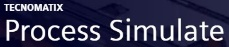 TECNOMATIX
Process Simulate